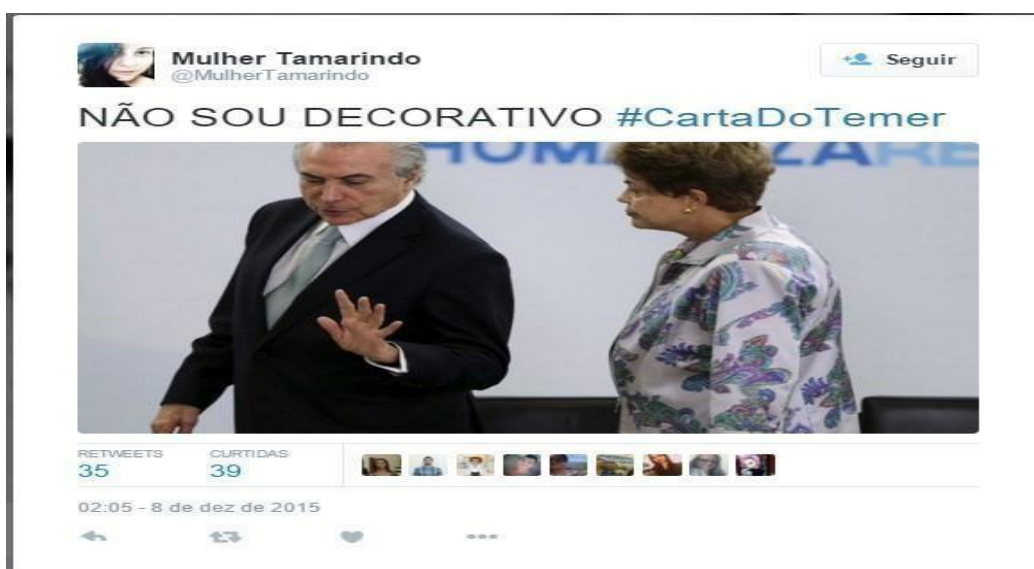 Mulher Tamarindo
@MulherTamarindo
Seguir
NÃO SOU DECORATIVO #CartaDoTemer
RETWEETS
35
CURTIDAS
39
02:05 - 8 de dez de 2015